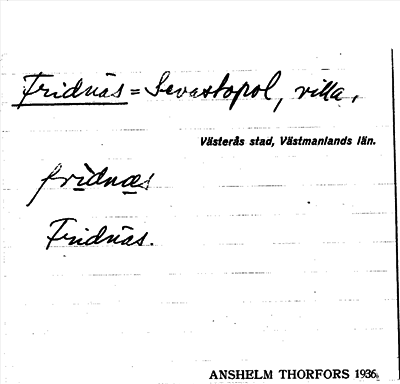 Fridnäs = Sevastopol, villa,
Västerås stad, Västmanlands län.
fridnæs
Fridnäs.
ANSHELM THORFORS 1936.